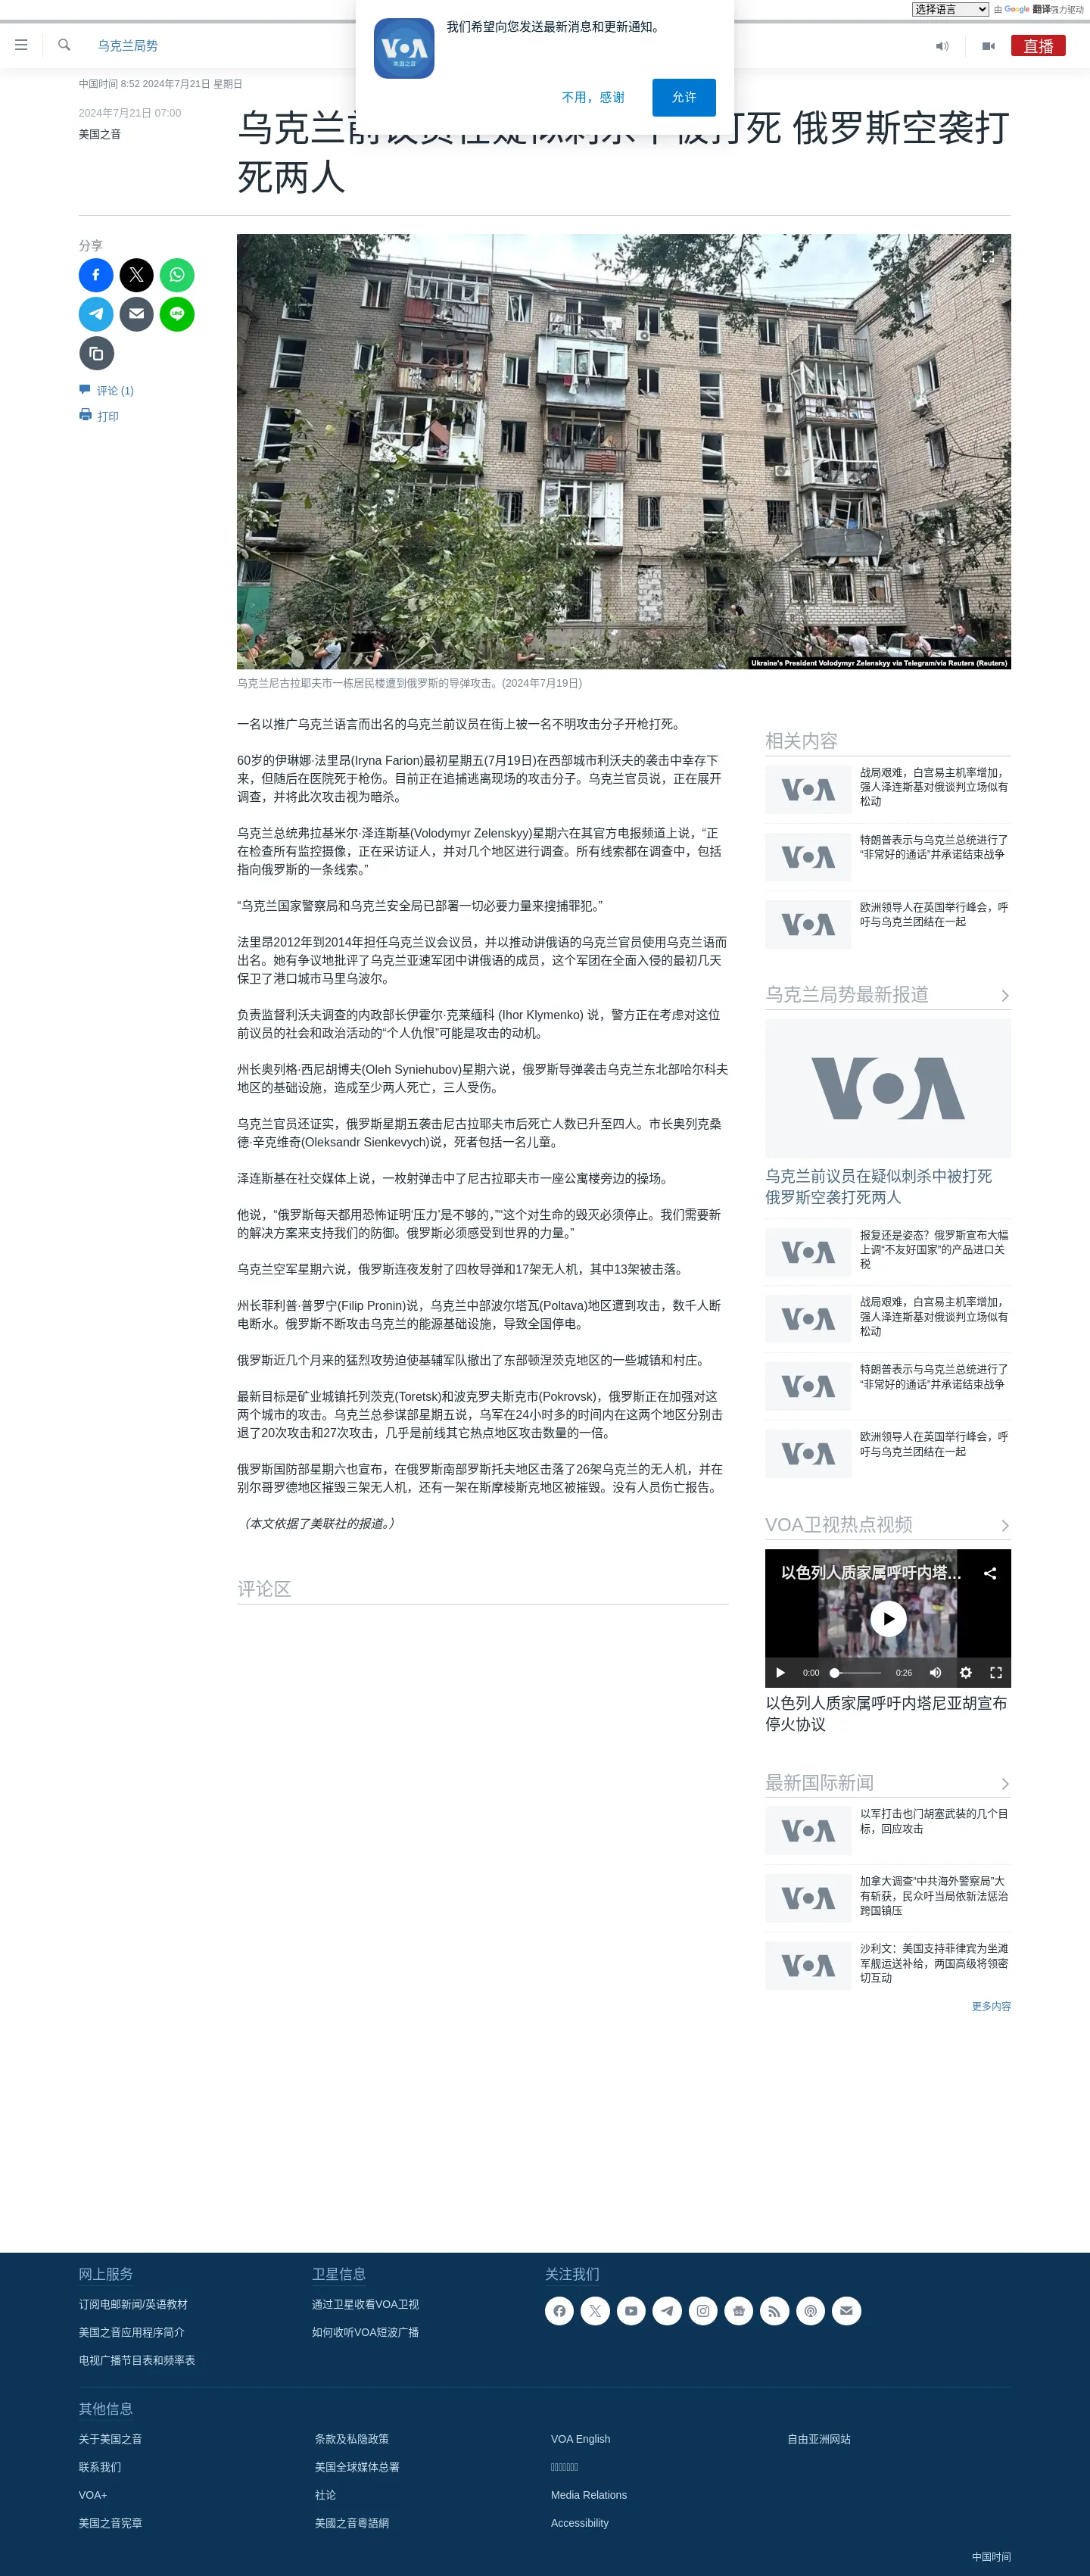 选择语言 由 Google 翻译强力驱动
我们希望向您发送最新消息和更新通知。
VOA
美国之音
不用，感谢
允许
乌克兰局势
直播
中国时间 8:52 2024年7月21日 星期日
2024年7月21日 07:00
美国之音
乌克兰前议员在疑似刺杀中被打死 俄罗斯空袭打
死两人
分享
评论 (1)
打印
Ukraine's President Volodymyr Zelenskyy via Telegram/via Reuters (Reuters)
乌克兰尼古拉耶夫市一栋居民楼遭到俄罗斯的导弹攻击。(2024年7月19日)
一名以推广乌克兰语言而出名的乌克兰前议员在街上被一名不明攻击分子开枪打死。
60岁的伊琳娜·法里昂(Iryna Farion)最初星期五(7月19日)在西部城市利沃夫的袭击中幸存下
来，但随后在医院死于枪伤。目前正在追捕逃离现场的攻击分子。乌克兰官员说，正在展开
调查，并将此次攻击视为暗杀。
乌克兰总统弗拉基米尔·泽连斯基(Volodymyr Zelenskyy)星期六在其官方电报频道上说，“正
在检查所有监控摄像，正在采访证人，并对几个地区进行调查。所有线索都在调查中，包括
指向俄罗斯的一条线索。”
“乌克兰国家警察局和乌克兰安全局已部署一切必要力量来搜捕罪犯。”
法里昂2012年到2014年担任乌克兰议会议员，并以推动讲俄语的乌克兰官员使用乌克兰语而
出名。她有争议地批评了乌克兰亚速军团中讲俄语的成员，这个军团在全面入侵的最初几天
保卫了港口城市马里乌波尔。
负责监督利沃夫调查的内政部长伊霍尔·克莱缅科 (Ihor Klymenko) 说，警方正在考虑对这位
前议员的社会和政治活动的“个人仇恨”可能是攻击的动机。
州长奥列格·西尼胡博夫(Oleh Syniehubov)星期六说，俄罗斯导弹袭击乌克兰东北部哈尔科夫
地区的基础设施，造成至少两人死亡，三人受伤。
乌克兰官员还证实，俄罗斯星期五袭击尼古拉耶夫市后死亡人数已升至四人。市长奥列克桑
德·辛克维奇(Oleksandr Sienkevych)说，死者包括一名儿童。
泽连斯基在社交媒体上说，一枚射弹击中了尼古拉耶夫市一座公寓楼旁边的操场。
他说，“俄罗斯每天都用恐怖证明‘压力’是不够的，”“这个对生命的毁灭必须停止。我们需要新
的解决方案来支持我们的防御。俄罗斯必须感受到世界的力量。”
乌克兰空军星期六说，俄罗斯连夜发射了四枚导弹和17架无人机，其中13架被击落。
州长菲利普·普罗宁(Filip Pronin)说，乌克兰中部波尔塔瓦(Poltava)地区遭到攻击，数千人断
电断水。俄罗斯不断攻击乌克兰的能源基础设施，导致全国停电。
俄罗斯近几个月来的猛烈攻势迫使基辅军队撤出了东部顿涅茨克地区的一些城镇和村庄。
最新目标是矿业城镇托列茨克(Toretsk)和波克罗夫斯克市(Pokrovsk)，俄罗斯正在加强对这
两个城市的攻击。乌克兰总参谋部星期五说，乌军在24小时多的时间内在这两个地区分别击
退了20次攻击和27次攻击，几乎是前线其它热点地区攻击数量的一倍。
俄罗斯国防部星期六也宣布，在俄罗斯南部罗斯托夫地区击落了26架乌克兰的无人机，并在
别尔哥罗德地区摧毁三架无人机，还有一架在斯摩棱斯克地区被摧毁。没有人员伤亡报告。
（本文依据了美联社的报道。）
评论区
相关内容
VOA
战局艰难，白宫易主机率增加，
强人泽连斯基对俄谈判立场似有
松动
VOA
特朗普表示与乌克兰总统进行了
“非常好的通话”并承诺结束战争
VOA
欧洲领导人在英国举行峰会，呼
吁与乌克兰团结在一起
乌克兰局势最新报道
VOA
乌克兰前议员在疑似刺杀中被打死
俄罗斯空袭打死两人
VOA
报复还是姿态？俄罗斯宣布大幅
上调“不友好国家”的产品进口关
税
VOA
战局艰难，白宫易主机率增加，
强人泽连斯基对俄谈判立场似有
松动
VOA
特朗普表示与乌克兰总统进行了
“非常好的通话”并承诺结束战争
VOA
欧洲领导人在英国举行峰会，呼
吁与乌克兰团结在一起
VOA卫视热点视频
以色列人质家属呼吁内塔...
0:00 0:26
以色列人质家属呼吁内塔尼亚胡宣布
停火协议
最新国际新闻
VOA
以军打击也门胡塞武装的几个目
标，回应攻击
VOA
加拿大调查“中共海外警察局”大
有斩获，民众吁当局依新法惩治
跨国镇压
VOA
沙利文：美国支持菲律宾为坐滩
军舰运送补给，两国高级将领密
切互动
更多内容
网上服务
订阅电邮新闻/英语教材
美国之音应用程序简介
电视广播节目表和频率表
卫星信息
通过卫星收看VOA卫视
如何收听VOA短波广播
关注我们
其他信息
关于美国之音
联系我们
VOA+
美国之音宪章
条款及私隐政策
美国全球媒体总署
社论
美國之音粵語網
VOA English
Media Relations
Accessibility
自由亚洲网站
中国时间